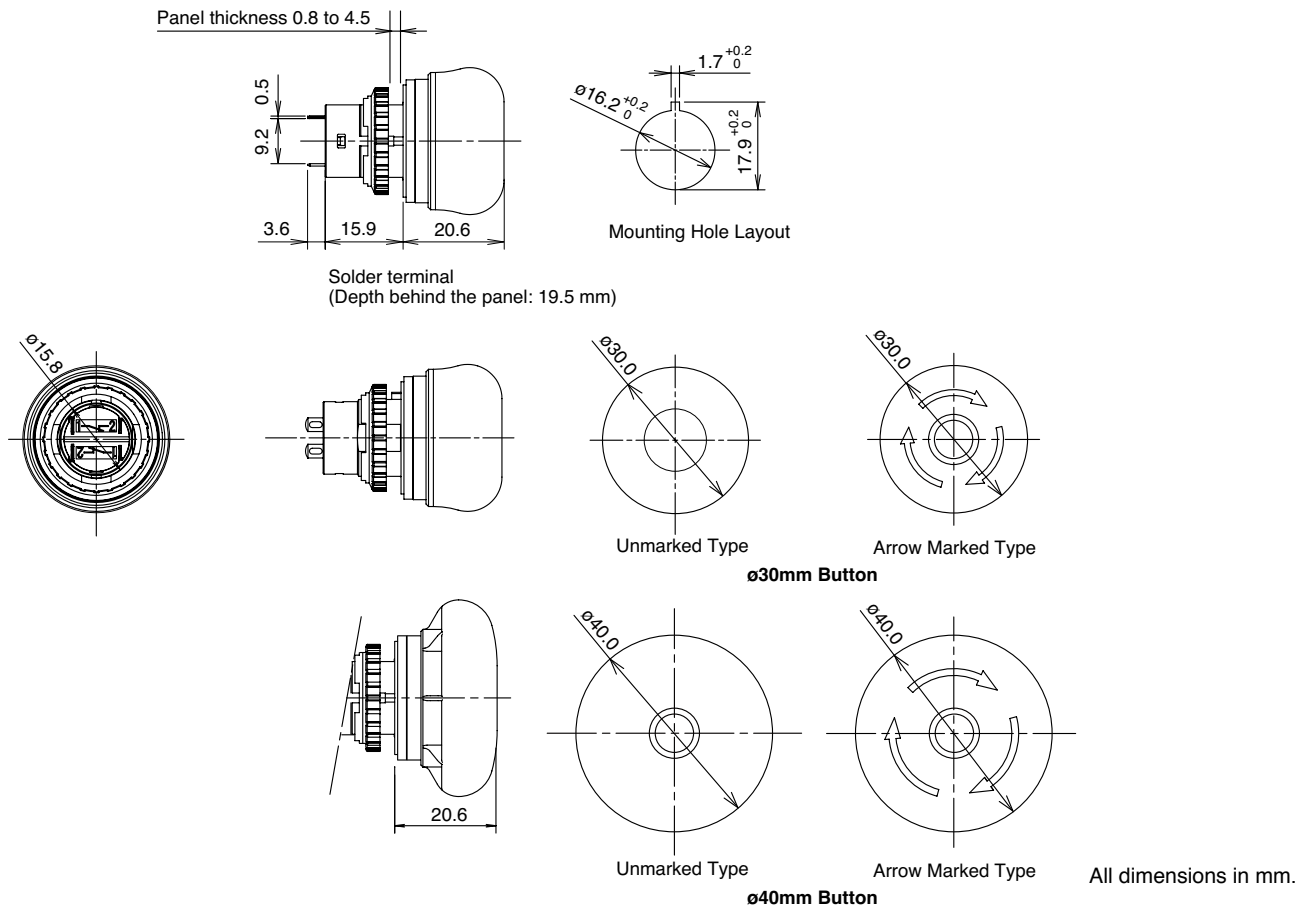 Panel thickness 0.8 to 4.5
0.5
9.2
3.6
15.9
20.6
Solder terminal
(Depth behind the panel: 19.5 mm)
1.7 +0.2 0
ø16.2 +0.2 0
17.9 +0.2 0
Mounting Hole Layout
ø15.8
ø30.0
Unmarked Type
ø30.0
Arrow Marked Type
ø30mm Button
20.6
ø40.0
Unmarked Type
ø40.0
Arrow Marked Type
ø40mm Button
All dimensions in mm.